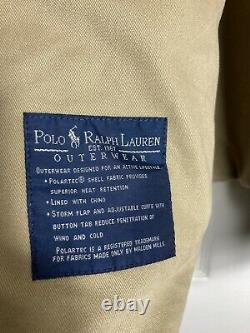 POLO RALPH LAUREN
EST. 1967
OUTERWEAR
OUTERWEAR DESIGNED FOR AN ACTIVE LIFESTYLE.
• POLARTEC® SHELL FABRIC PROVIDES
SUPERIOR HEAT RETENTION
• LINED WITH CHINO
• STORM FLAP AND ADJUSTABLE CUFFS WITH
BUTTON TAB REDUCE PENETRATION OF
WIND AND COLD
POLARTEC IS A REGISTERED TRADEMARK
FOR FABRICS MADE ONLY BY MALDEN MILLS.